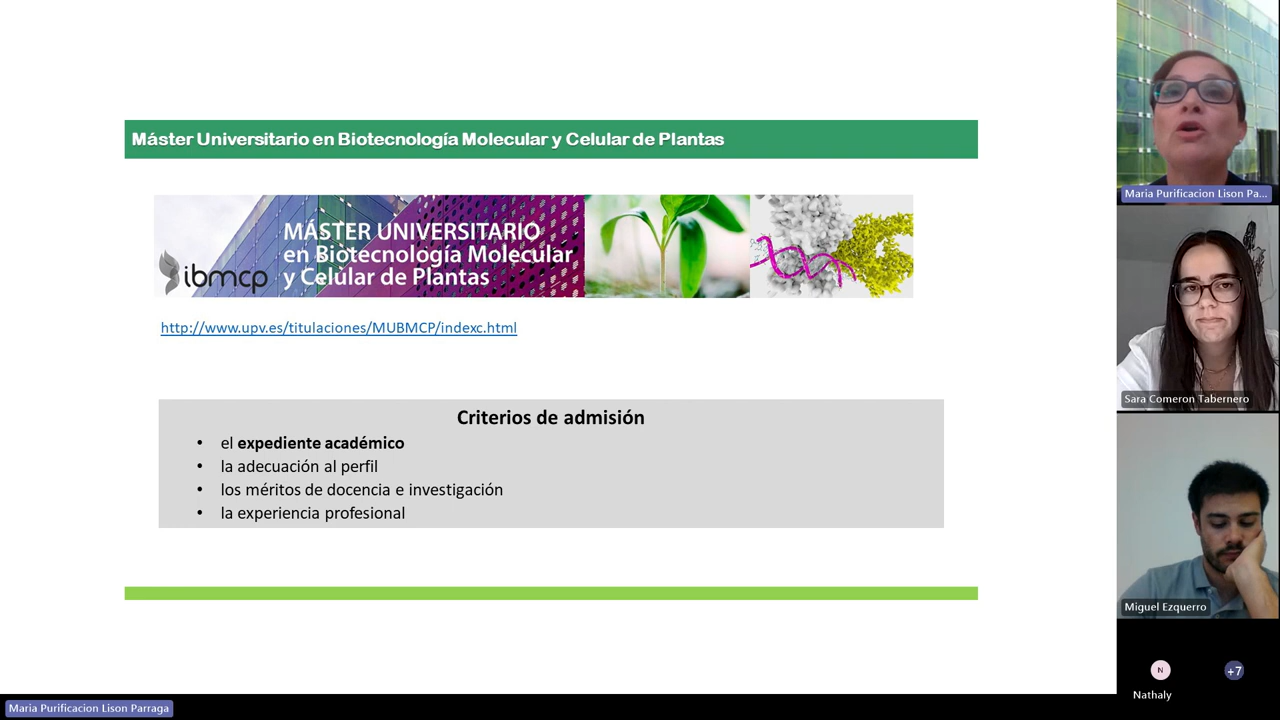 Máster Universitario en Biotecnología Molecular y Celular de Plantas
ibmcp
MÁSTER UNIVERSITARIO
en Biotecnología Molecular
y Celular de Plantas
http://www.upv.es/titulaciones/MUBMCP/indexc.html
Criterios de admisión
• el expediente académico
• la adecuación al perfil
• los méritos de docencia e investigación
• la experiencia profesional
Maria Purificacion Lison Pa...
Sara Comeron Tabernero
Miguel Ezquerro
N
+7
Nathaly
Maria Purificacion Lison Parraga